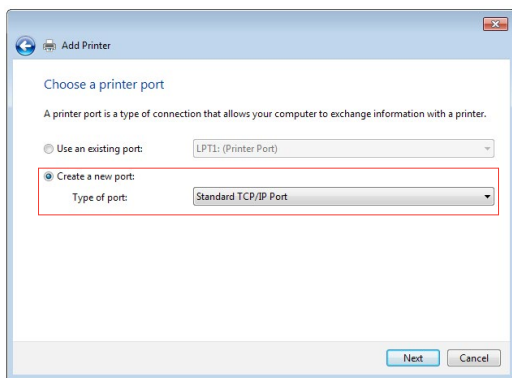 Add Printer
Choose a printer port
A printer port is a type of connection that allows your computer to exchange information with a printer.
Use an existing port: LPT1: (Printer Port)
Create a new port:
Type of port: Standard TCP/IP Port
Next Cancel